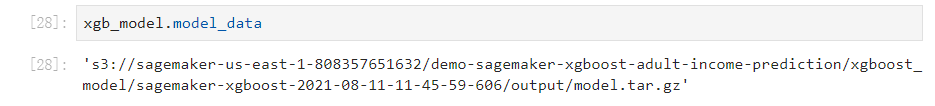 [28]: xgb_model.model_data
[28]: 's3://sagemaker-us-east-1-808357651632/demo-sagemaker-xgboost-adult-income-prediction/xgboost_
model/sagemaker-xgboost-2021-08-11-11-45-59-606/output/model.tar.gz'